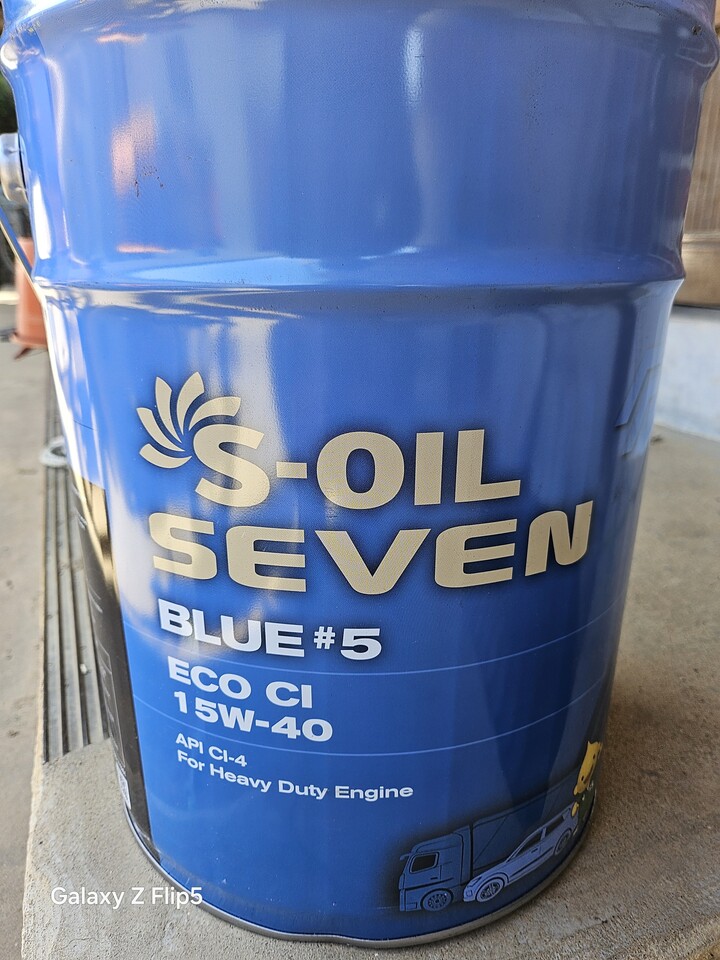 S-OIL
SEVEN
BLUE #5
ECO CI
15W-40
API CI-4
For Heavy Duty Engine
Galaxy Z Flip5